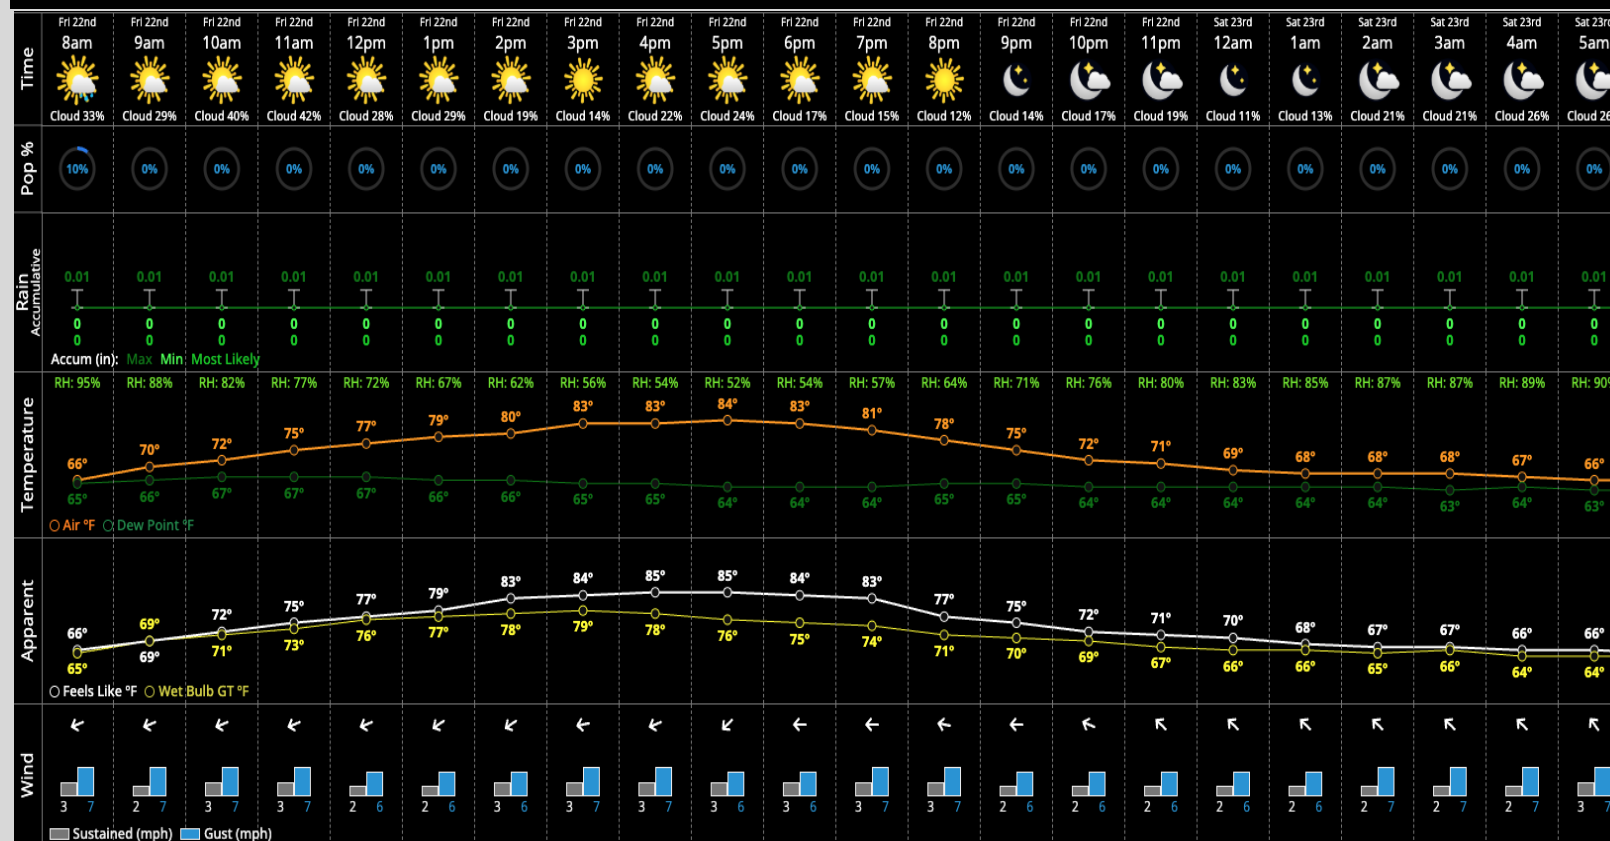 Fri 22nd Fri 22nd Fri 22nd Fri 22nd Fri 22nd Fri 22nd Fri 22nd Fri 22nd Fri 22nd Fri 22nd Fri 22nd Fri 22nd Fri 22nd Fri 22nd Fri 22nd Fri 22nd Sat 23rd Sat 23rd Sat 23rd Sat 23rd Sat 23rd Sat 23rd
Time
8am 9am 10am 11am 12pm 1pm 2pm 3pm 4pm 5pm 6pm 7pm 8pm 9pm 10pm 11pm 12am 1am 2am 3am 4am 5am
Cloud 33% Cloud 29% Cloud 40% Cloud 42% Cloud 28% Cloud 29% Cloud 19% Cloud 14% Cloud 22% Cloud 24% Cloud 17% Cloud 15% Cloud 12% Cloud 14% Cloud 17% Cloud 19% Cloud 11% Cloud 13% Cloud 21% Cloud 21% Cloud 26% Cloud 26
Pop %
10% 0% 0% 0% 0% 0% 0% 0% 0% 0% 0% 0% 0% 0% 0% 0% 0% 0% 0% 0% 0% 0%
Rain
Accumulative
0.01 0.01 0.01 0.01 0.01 0.01 0.01 0.01 0.01 0.01 0.01 0.01 0.01 0.01 0.01 0.01 0.01 0.01 0.01 0.01 0.01 0.01
0 0 0 0 0 0 0 0 0 0 0 0 0 0 0 0 0 0 0 0 0 0
0 0 0 0 0 0 0 0 0 0 0 0 0 0 0 0 0 0 0 0 0 0
Accum (in): Max Min Most Likely
Temperature
RH: 95% RH: 88% RH: 82% RH: 77% RH: 72% RH: 67% RH: 62% RH: 56% RH: 54% RH: 52% RH: 54% RH: 57% RH: 64% RH: 71% RH: 76% RH: 80% RH: 83% RH: 85% RH: 87% RH: 87% RH: 89% RH: 90%
66° 70° 72° 75° 77° 79° 80° 83° 83° 84° 83° 81° 78° 75° 72° 71° 69° 68° 68° 68° 67° 66°
65° 66° 67° 67° 67° 66° 66° 65° 65° 64° 64° 64° 65° 65° 64° 64° 64° 64° 64° 63° 64° 63°
Air °F Dew Point °F
Apparent
66° 69° 72° 75° 77° 79° 83° 84° 85° 85° 84° 83° 77° 75° 72° 71° 70° 68° 67° 67° 66° 66°
65° 69° 71° 73° 76° 77° 78° 79° 78° 76° 75° 74° 71° 70° 69° 67° 66° 66° 65° 66° 64° 64°
Feels Like °F Wet Bulb GT °F
Wind
3 7 2 7 3 7 3 7 2 6 2 6 3 6 3 7 3 7 3 6 3 6 3 7 3 7 2 6 2 6 2 6 2 6 2 6 2 7 2 7 2 7 3 7
Sustained (mph) Gust (mph)